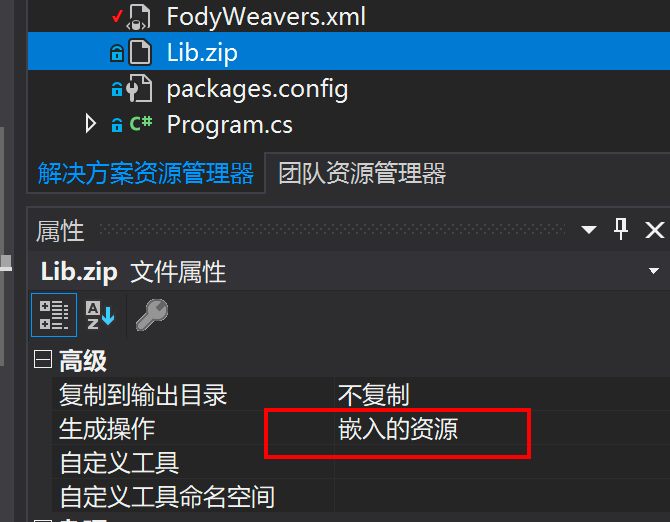 FodyWeavers.xml
Lib.zip
packages.config
C# Program.cs
解决方案资源管理器 团队资源管理器
属性
Lib.zip 文件属性
A Z
高级
复制到输出目录 不复制
生成操作 嵌入的资源
自定义工具
自定义工具命名空间